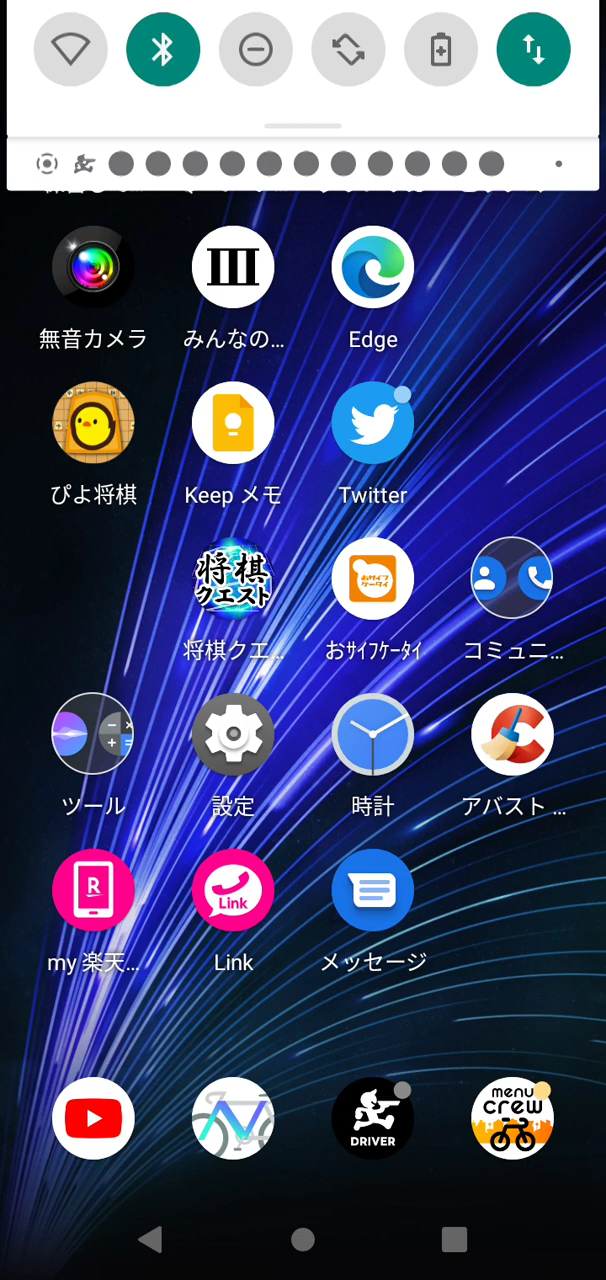 無音カメラ
みんなの...
Edge
ぴよ将棋
Keep メモ
Twitter
将棋
クエスト
将棋クエ...
おサイフ
ケータイ
おｻｲﾌｹｰﾀｲ
コミュニ...
ツール
設定
時計
アバスト ...
R
Link
my 楽天...
Link
メッセージ
DRIVER
menu
crew